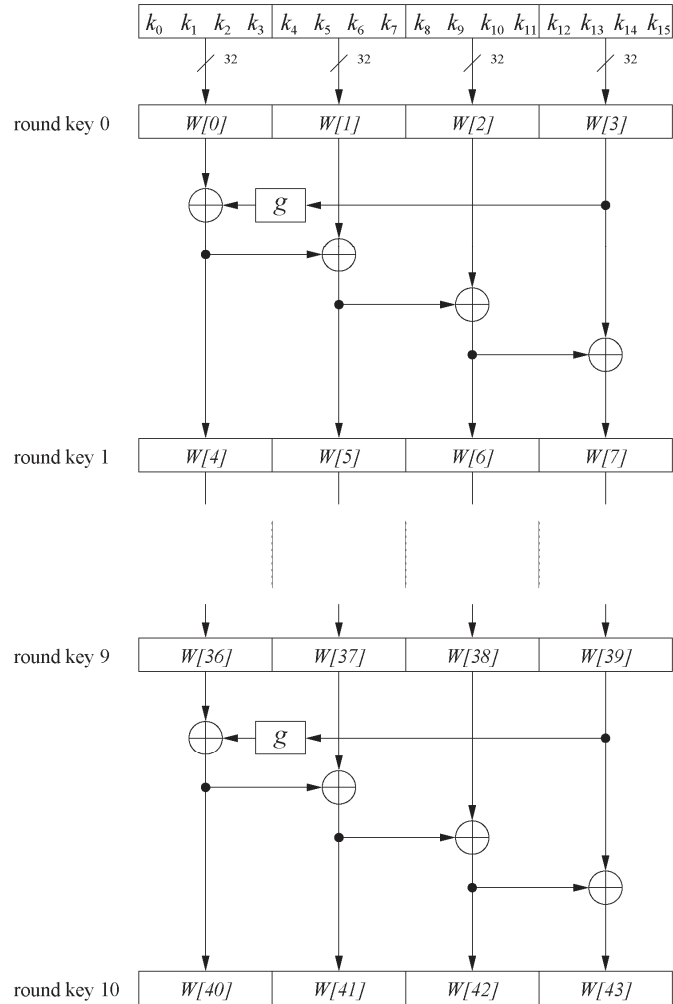 k₀ k₁ k₂ k₃ k₄ k₅ k₆ k₇ k₈ k₉ k₁₀ k₁₁ k₁₂ k₁₃ k₁₄ k₁₅
32 32 32 32
round key 0 W[0] W[1] W[2] W[3]
g
round key 1 W[4] W[5] W[6] W[7]
round key 9 W[36] W[37] W[38] W[39]
g
round key 10 W[40] W[41] W[42] W[43]